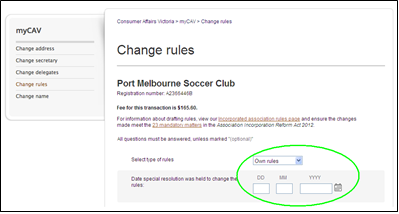 myCAV
Change address
Change secretary
Change delegates
Change rules
Change name
Consumer Affairs Victoria > myCAV > Change rules
Change rules
Port Melbourne Soccer Club
Registration number: A2366446B
Fee for this transaction is $165.60.
For information about drafting rules, view our incorporated association rules page and ensure the changes
made meet the 23 mandatory matters in the Association Incorporation Reform Act 2012.
All questions must be answered, unless marked "(optional)"
Select type of rules
Own rules
Date special resolution was held to change the
rules:
DD MM YYYY